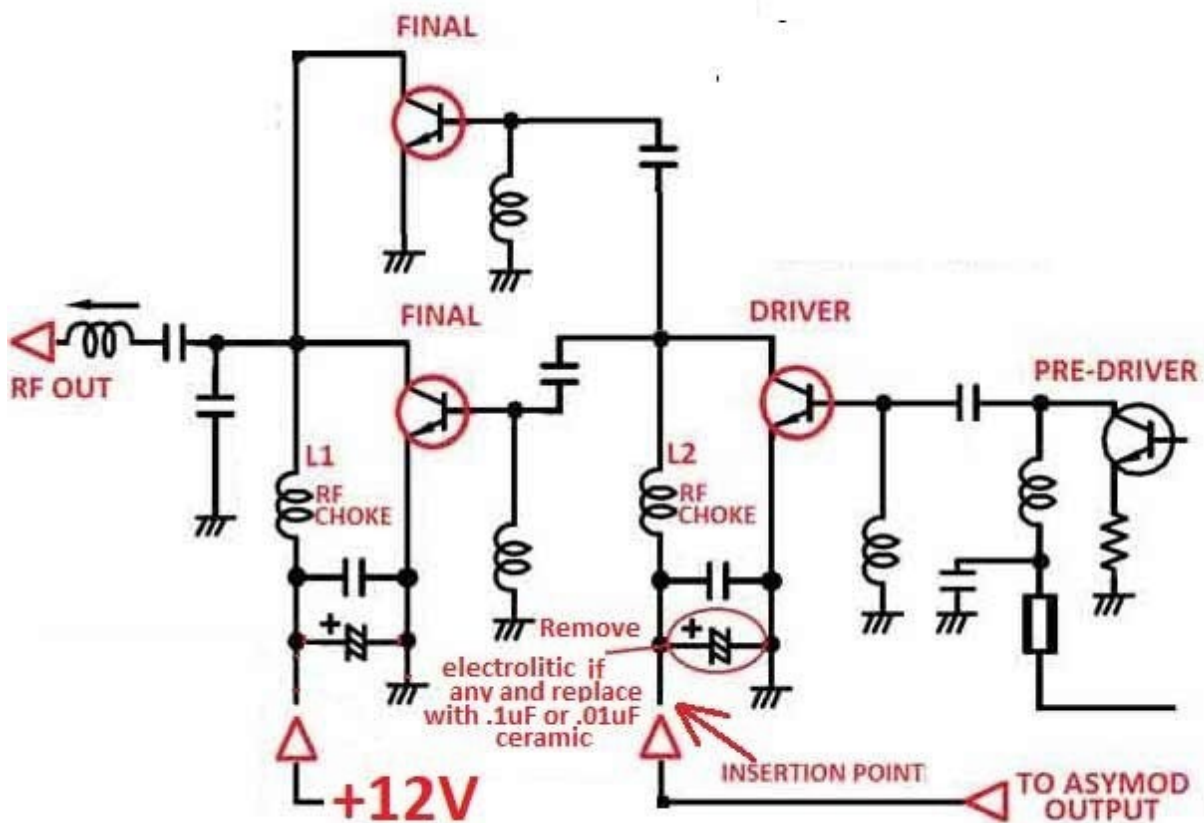 FINAL
FINAL
DRIVER
PRE-DRIVER
RF OUT
L1
RF
CHOKE
L2
RF
CHOKE
+
+
Remove
electrolitic if
any and replace
with .1uF or .01uF
ceramic
INSERTION POINT
+12V
TO ASYMOD
OUTPUT